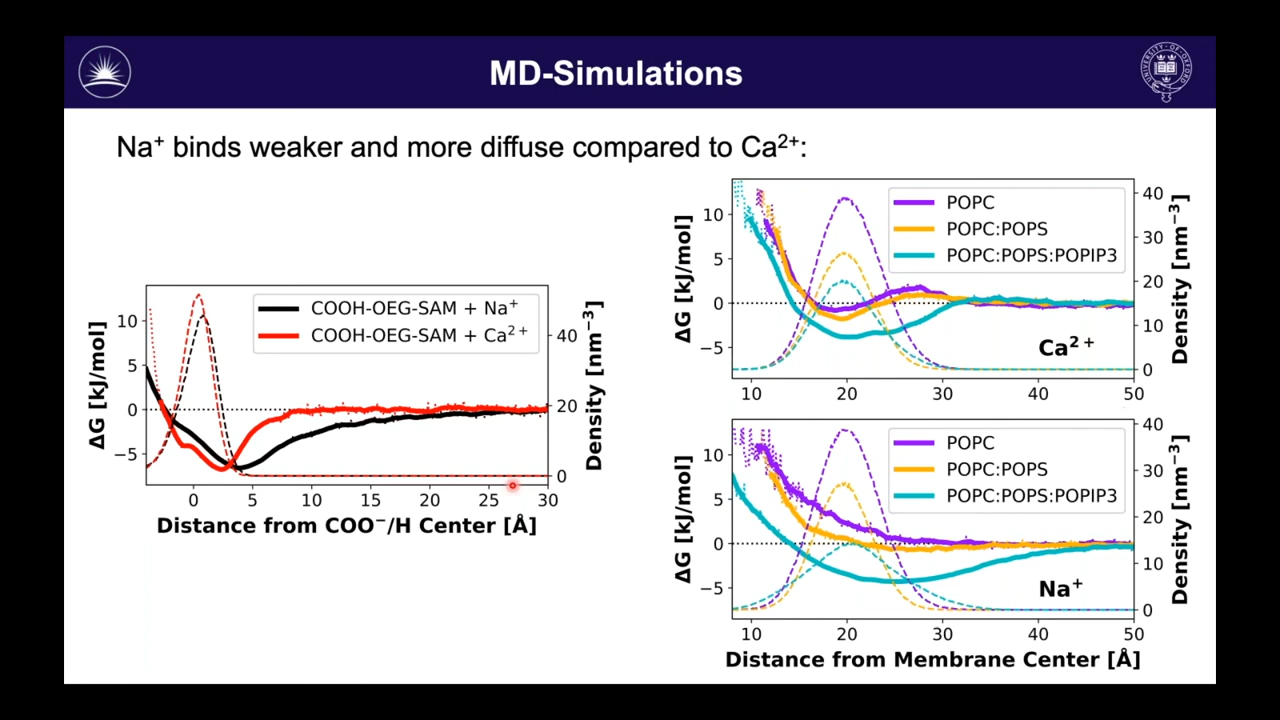 MD-Simulations
UNIVERSITY OF OXFORD
Na⁺ binds weaker and more diffuse compared to Ca²⁺:
COOH-OEG-SAM + Na⁺
COOH-OEG-SAM + Ca²⁺
ΔG [kJ/mol]
10
5
0
−5
Density [nm⁻³]
40
20
0
0 5 10 15 20 25 30
Distance from COO⁻/H Center [Å]
POPC
POPC:POPS
POPC:POPS:POPIP3
Ca²⁺
ΔG [kJ/mol]
10
5
0
−5
Density [nm⁻³]
40
30
20
10
0
10 20 30 40 50
POPC
POPC:POPS
POPC:POPS:POPIP3
Na⁺
ΔG [kJ/mol]
10
5
0
−5
Density [nm⁻³]
40
30
20
10
0
10 20 30 40 50
Distance from Membrane Center [Å]